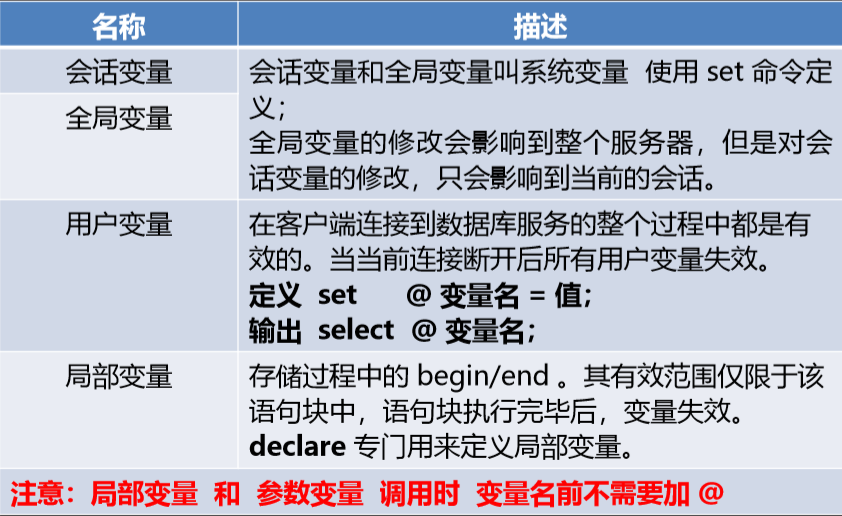 名称 描述
会话变量
全局变量
会话变量和全局变量叫系统变量 使用 set 命令定
义；
全局变量的修改会影响到整个服务器，但是对会
话变量的修改，只会影响到当前的会话。
用户变量
在客户端连接到数据库服务的整个过程中都是有
效的。当当前连接断开后所有用户变量失效。
定义 set @ 变量名 = 值；
输出 select @ 变量名；
局部变量
存储过程中的 begin/end 。其有效范围仅限于该
语句块中，语句块执行完毕后，变量失效。
declare 专门用来定义局部变量。
注意：局部变量 和 参数变量 调用时 变量名前不需要加 @